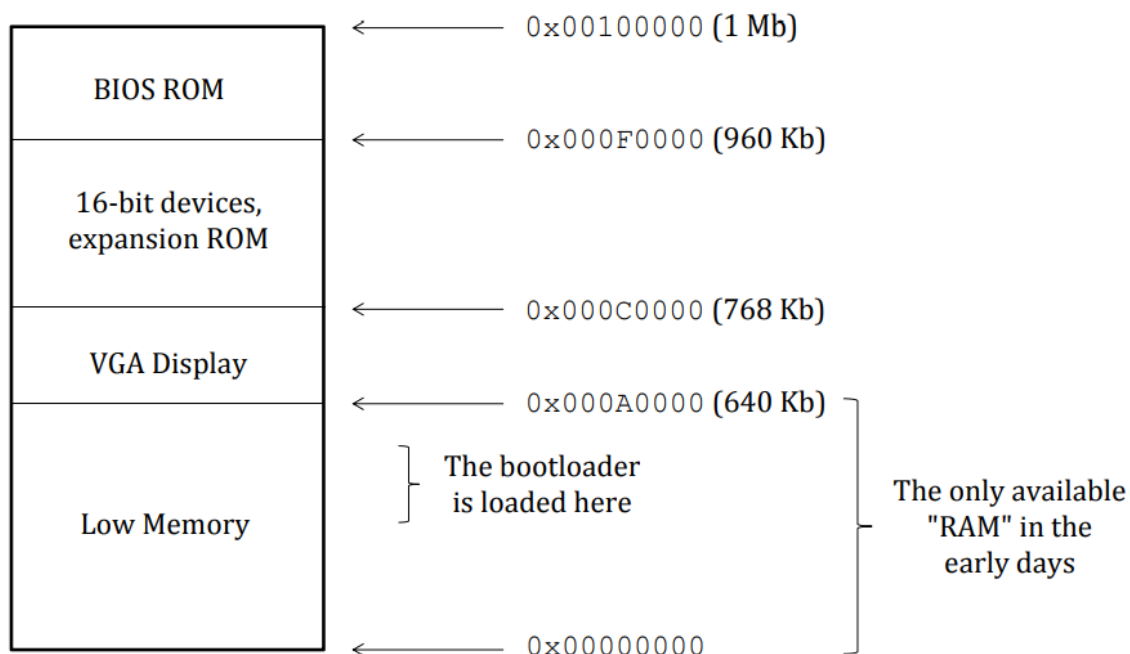 0x00100000 (1 Mb)
BIOS ROM
0x000F0000 (960 Kb)
16-bit devices,
expansion ROM
0x000C0000 (768 Kb)
VGA Display
0x000A0000 (640 Kb)
The bootloader
is loaded here
Low Memory
The only available
"RAM" in the
early days
0x00000000